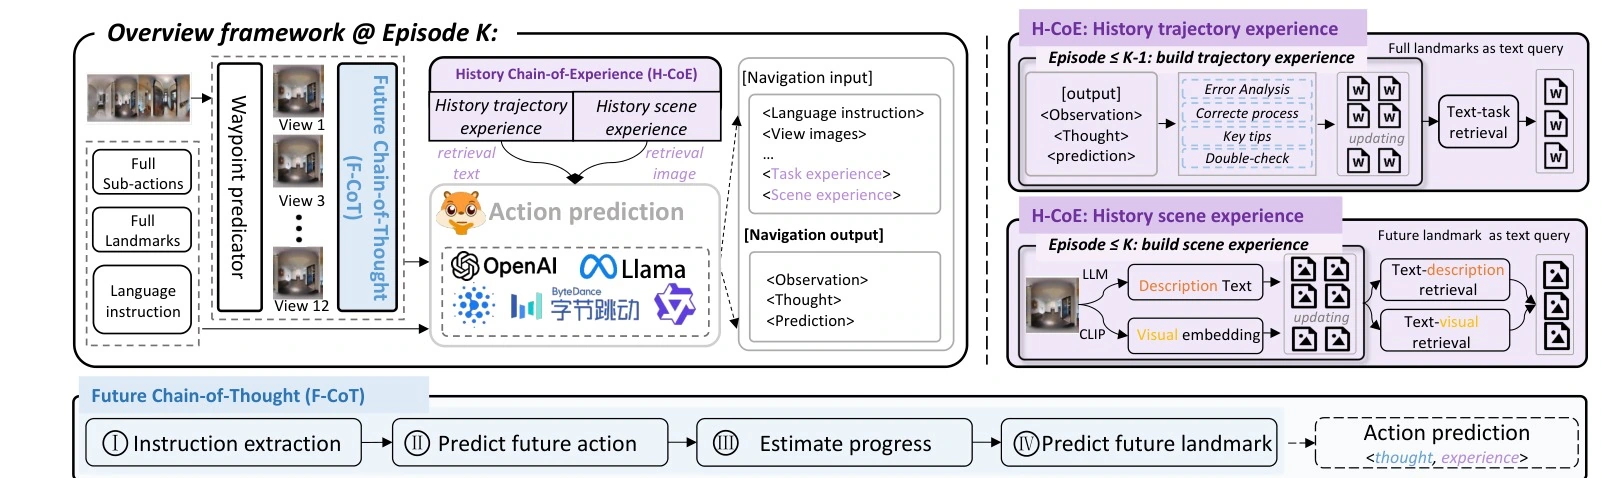 Overview framework @ Episode K:
Full
Sub-actions
Full
Landmarks
Language
instruction
Waypoint predicator
View 1
View 3
View 12
Future Chain-of-Thought
(F-CoT)
History Chain-of-Experience (H-CoE)
History trajectory
experience
History scene
experience
retrieval
text
retrieval
image
Action prediction
OpenAI
Llama
ByteDance
字节跳动
[Navigation input]
<Language instruction>
<View images>
...
<Task experience>
<Scene experience>
[Navigation output]
<Observation>
<Thought>
<Prediction>
H-CoE: History trajectory experience
Full landmarks as text query
Episode ≤ K-1: build trajectory experience
[output]
<Observation>
<Thought>
<prediction>
Error Analysis
Correcte process
Key tips
Double-check
W W
W W
updating
W W
Text-task
retrieval
W
W
W
H-CoE: History scene experience
Future landmark as text query
Episode ≤ K: build scene experience
LLM
CLIP
Description Text
Visual embedding
updating
Text-description
retrieval
Text-visual
retrieval
Future Chain-of-Thought (F-CoT)
Ⅰ Instruction extraction
Ⅱ Predict future action
Ⅲ Estimate progress
Ⅳ Predict future landmark
Action prediction
<thought, experience>